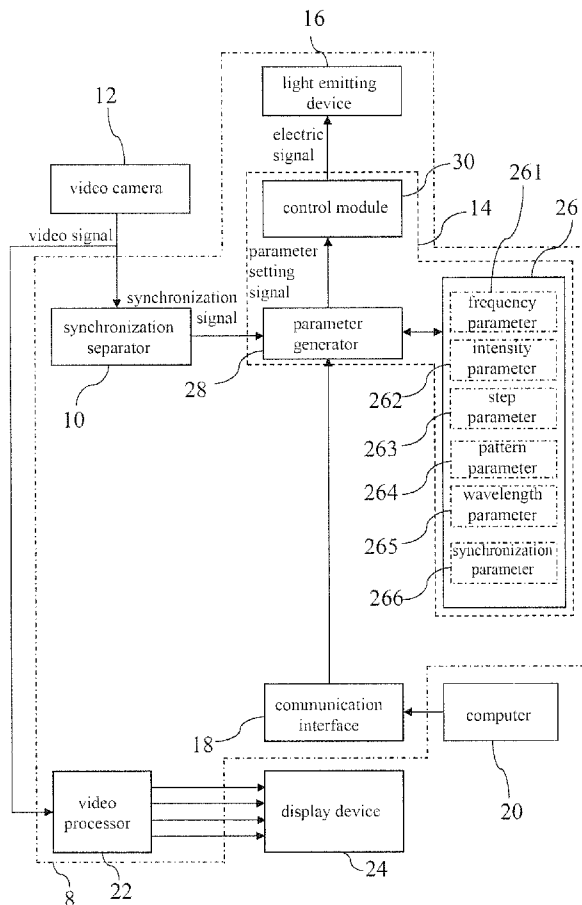 16
light emitting
device
12
video camera
electric
signal
30
261
control module
14
26
video signal
parameter
setting
signal
synchronization
signal
frequency
parameter
synchronization
separator
parameter
generator
intensity
parameter
10
28
262
step
parameter
263
pattern
parameter
264
wavelength
parameter
265
synchronization
parameter
266
communication
interface
computer
18
20
video
processor
display device
8
22
24